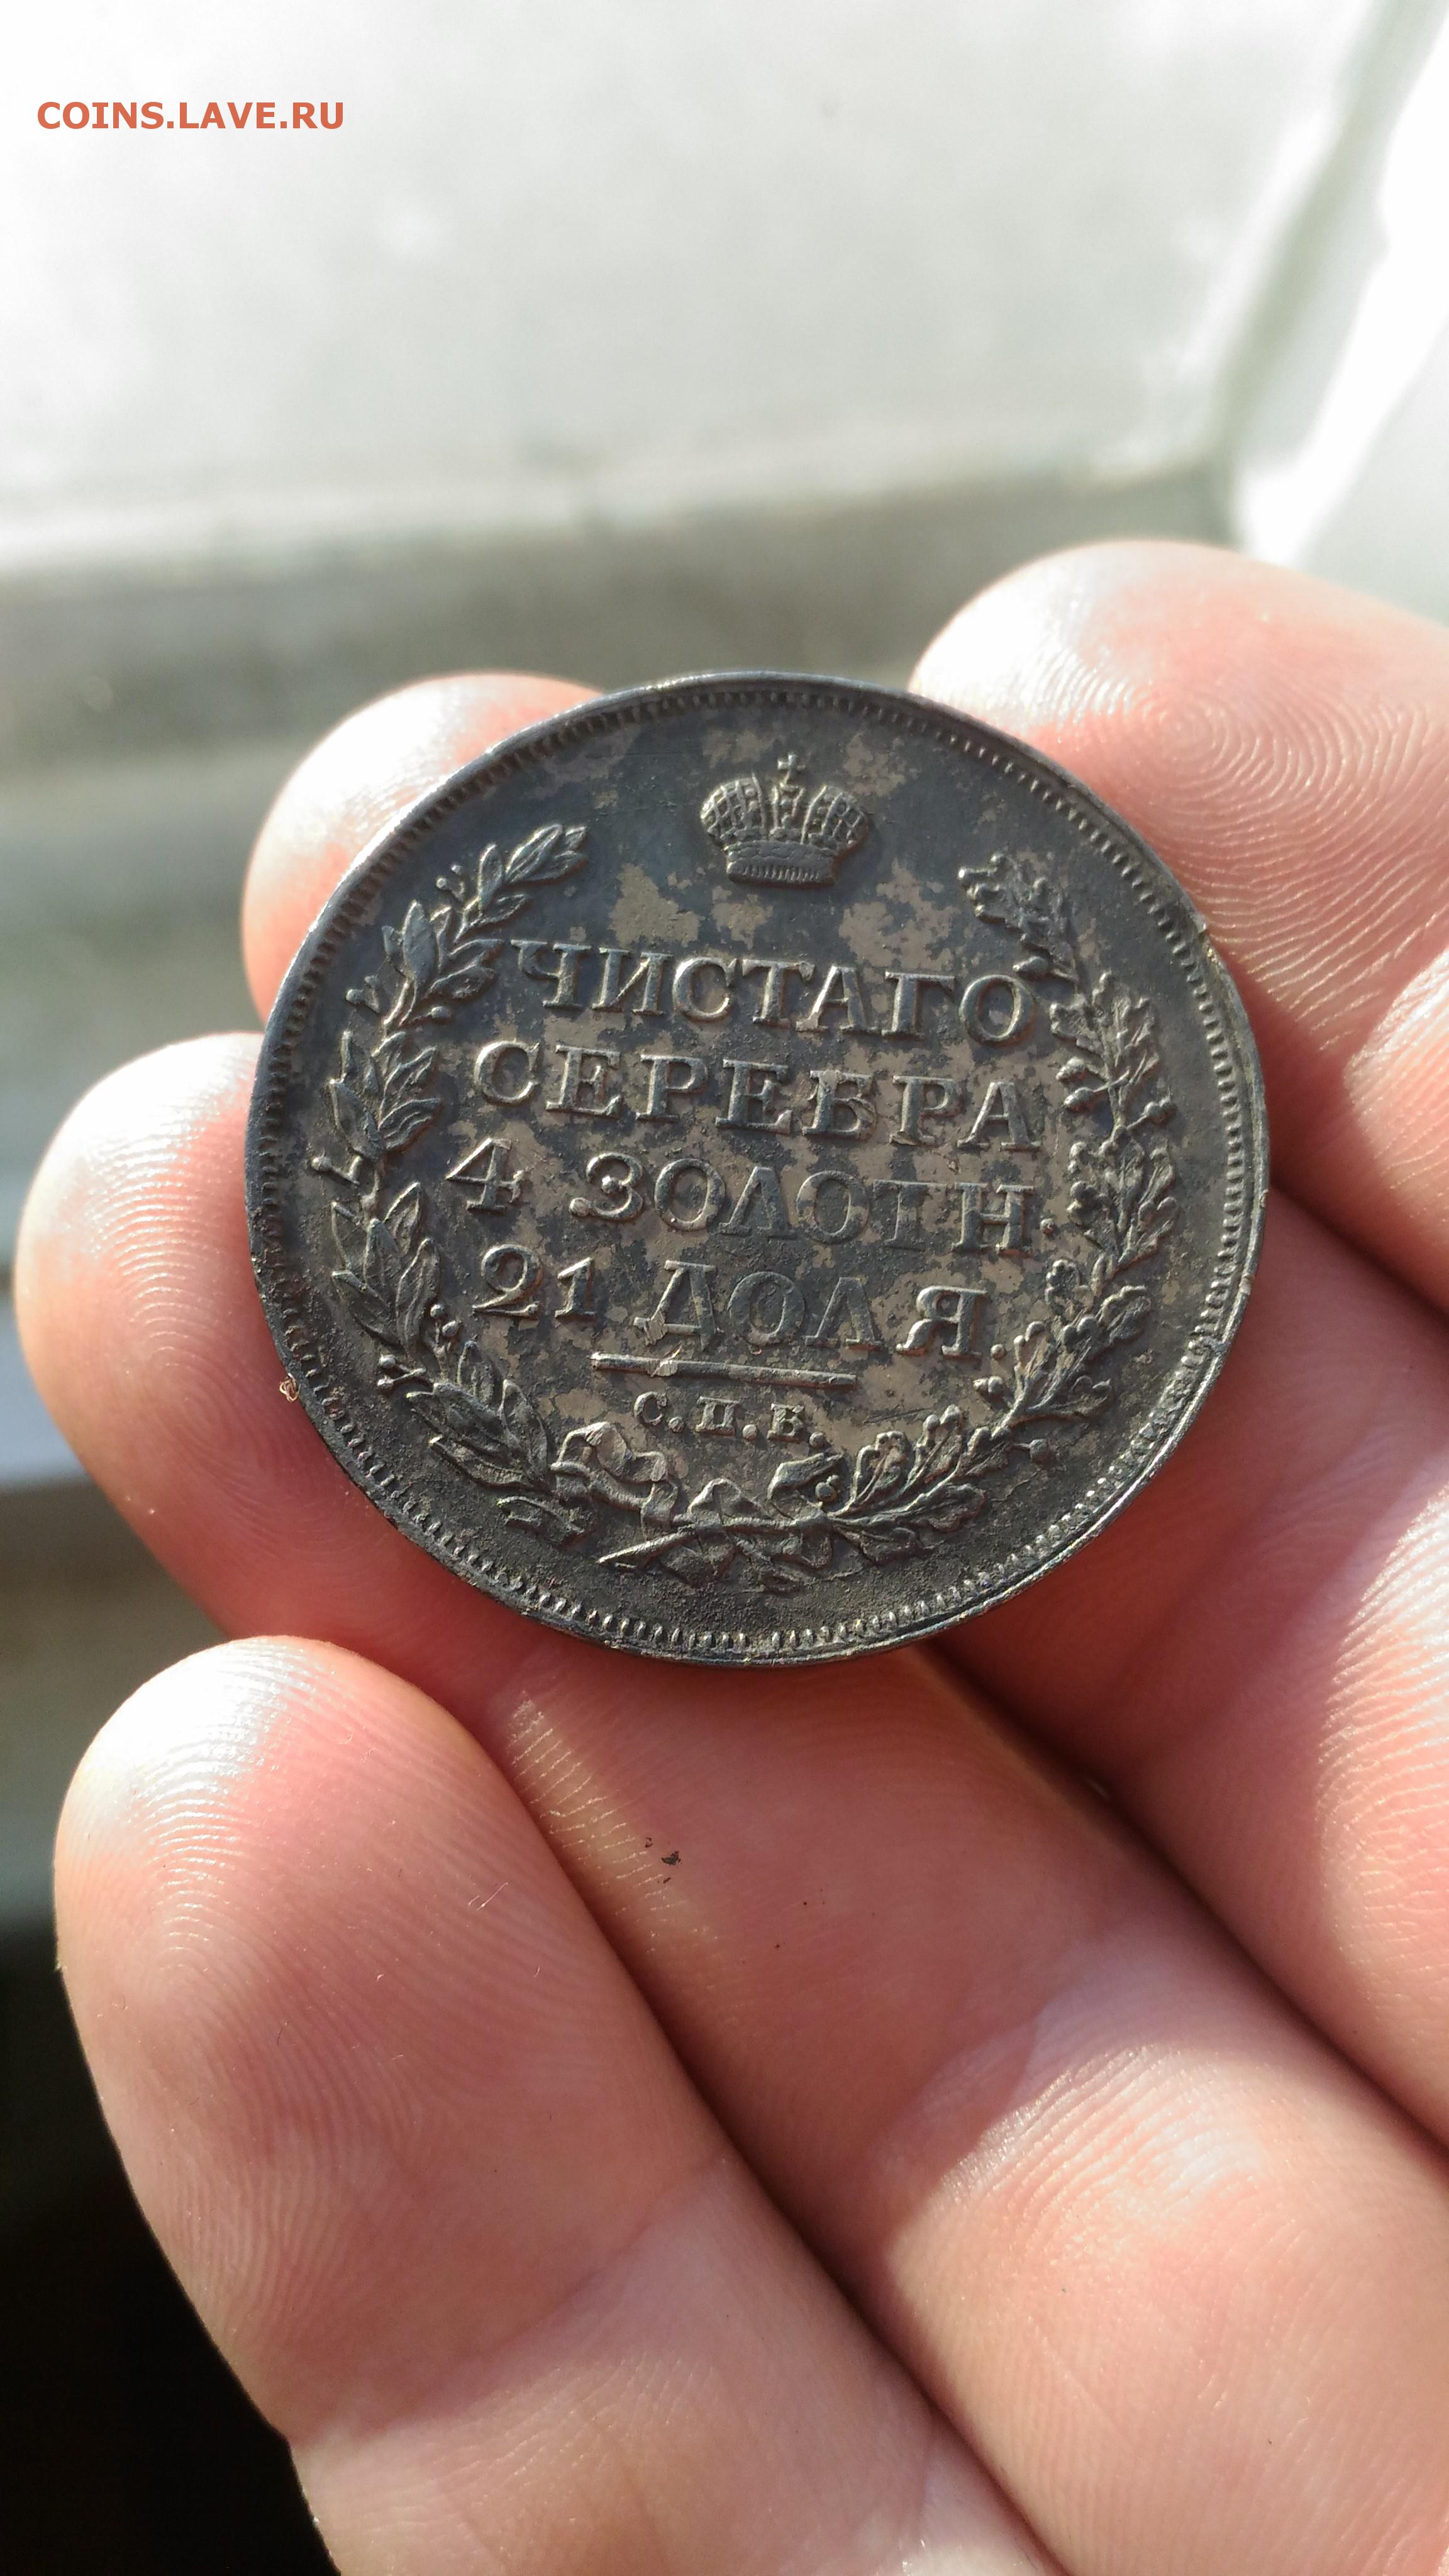 COINS.LAVE.RU
ЧИСТАГО
СЕРЕБРА
4 ЗОЛОТН.
21 ДОЛЯ.
С.П.Б.